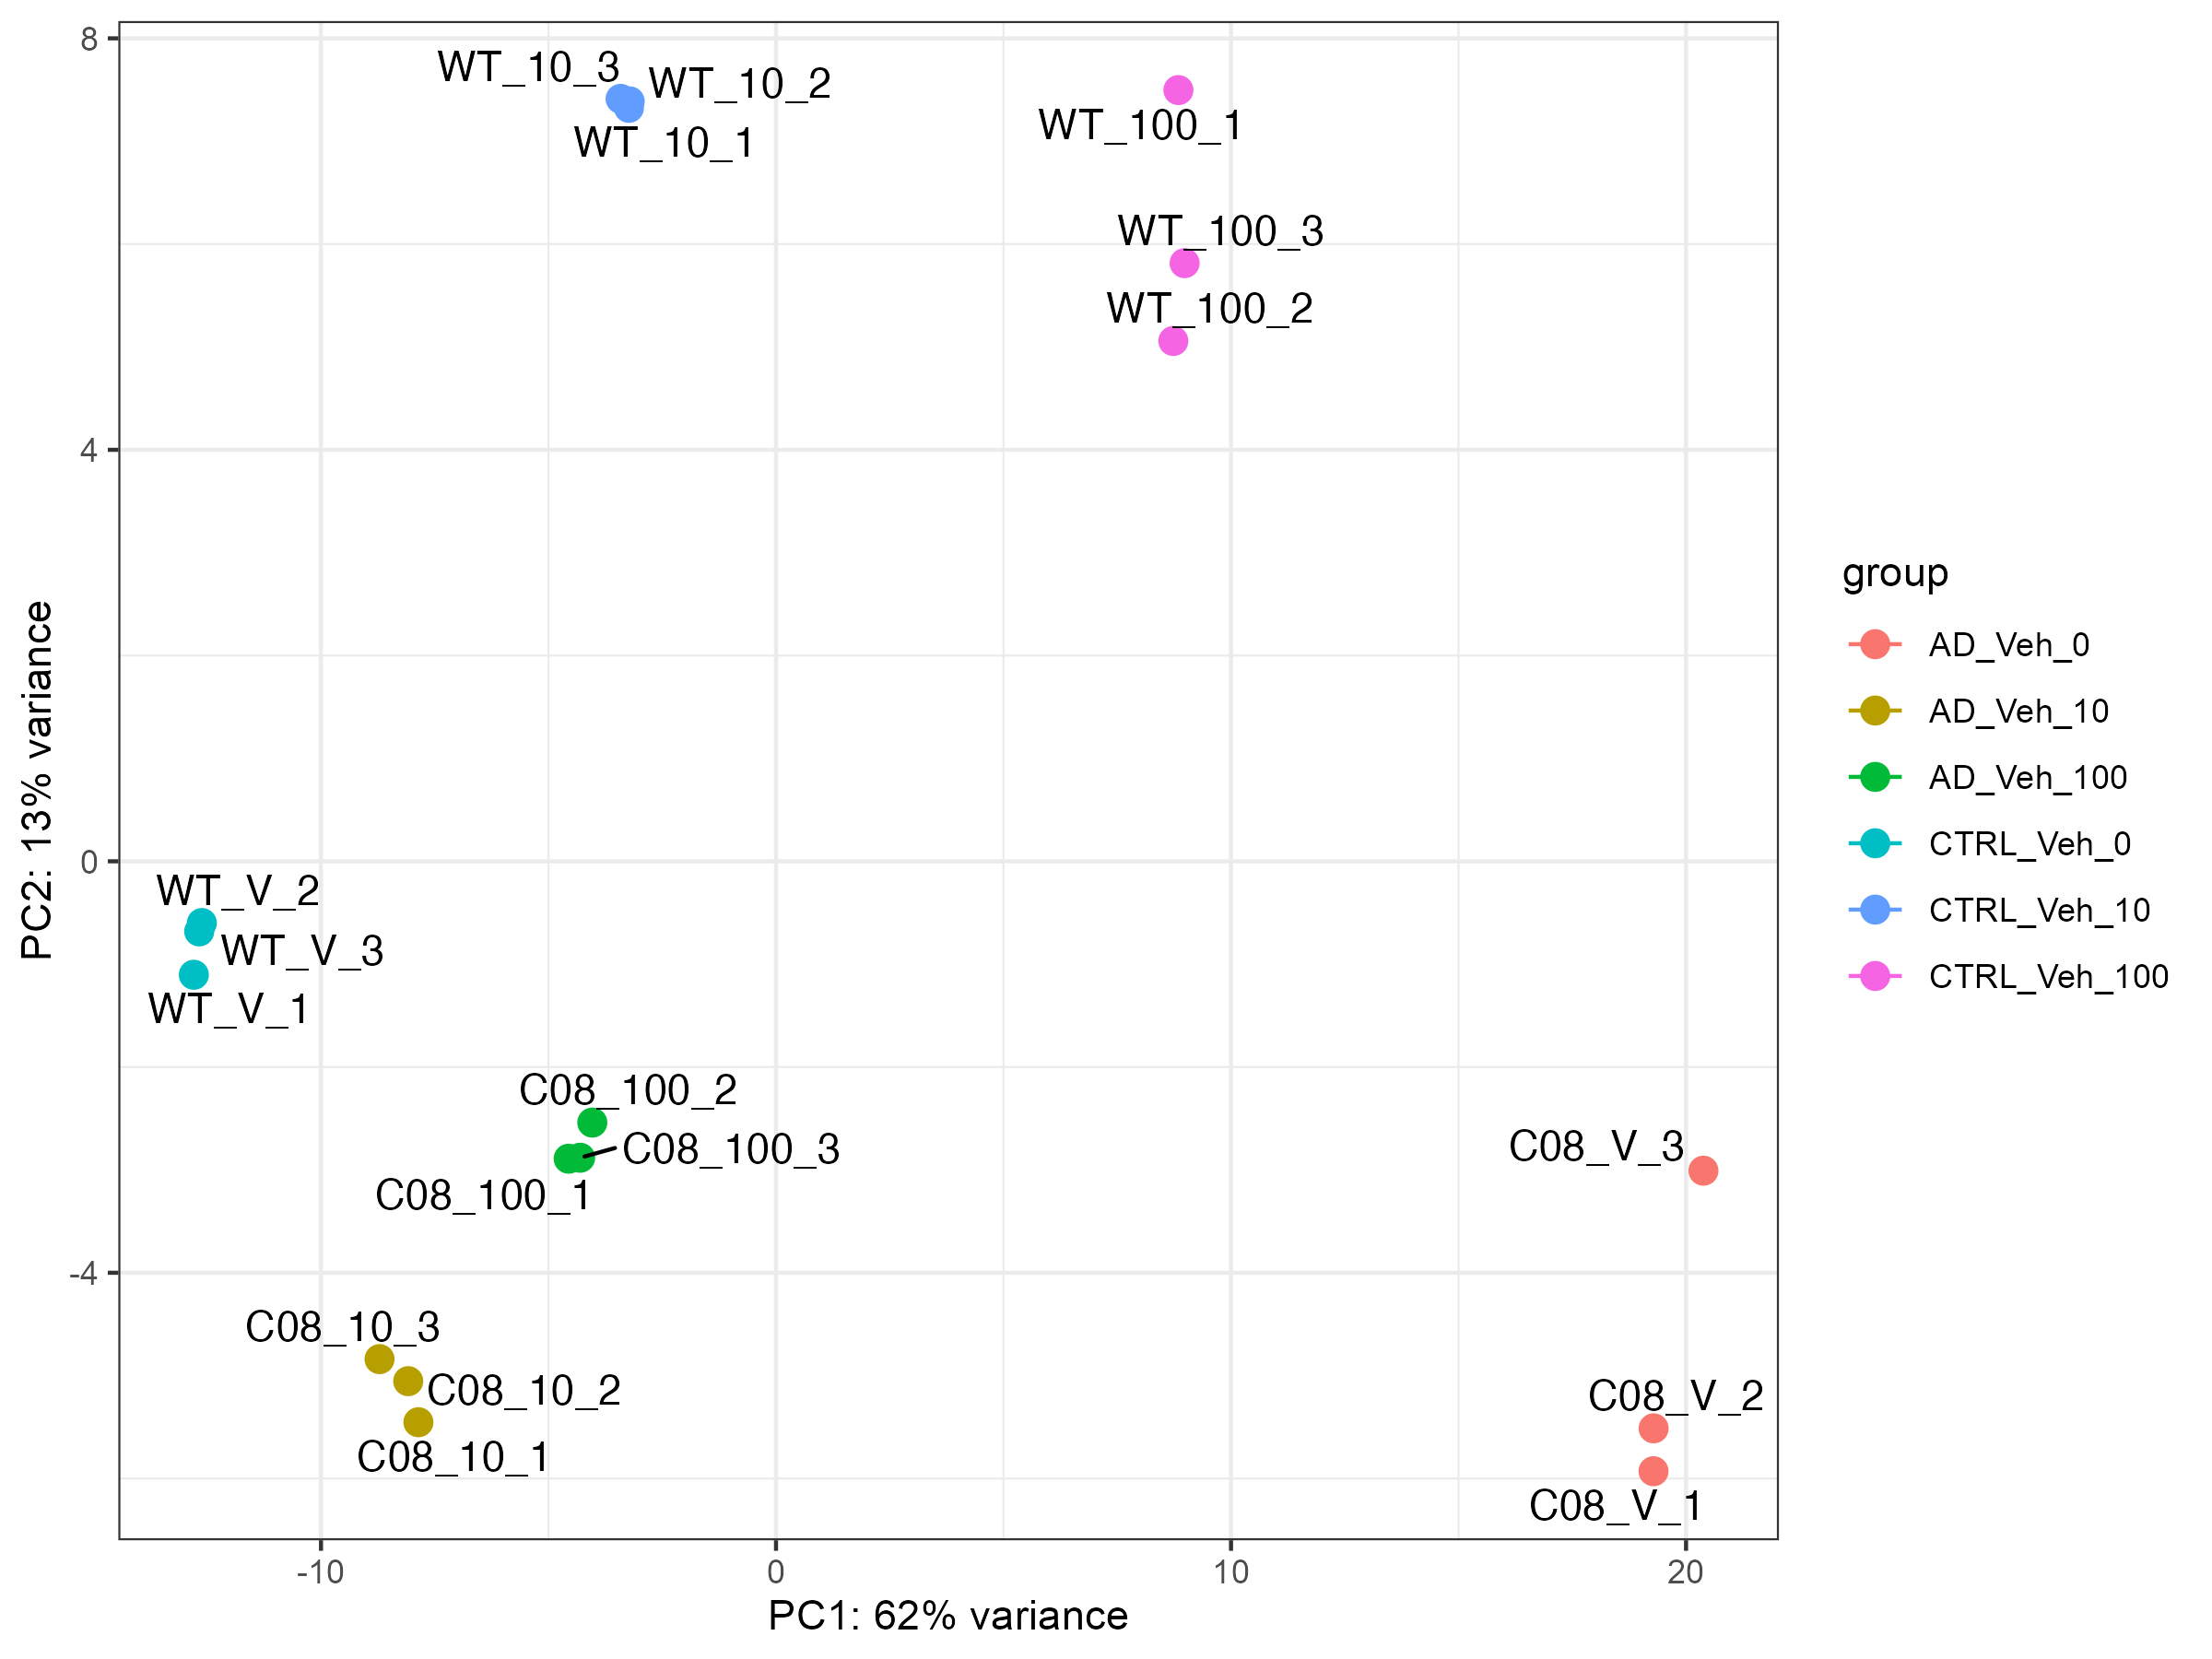 8
WT_10_3
WT_10_2
WT_10_1
WT_100_1
WT_100_3
WT_100_2
4
PC2: 13% variance
0
WT_V_2
WT_V_3
WT_V_1
C08_100_2
C08_100_3
C08_100_1
C08_V_3
-4
C08_10_3
C08_10_2
C08_10_1
C08_V_2
C08_V_1
-10 0 10 20
PC1: 62% variance
group
AD_Veh_0
AD_Veh_10
AD_Veh_100
CTRL_Veh_0
CTRL_Veh_10
CTRL_Veh_100